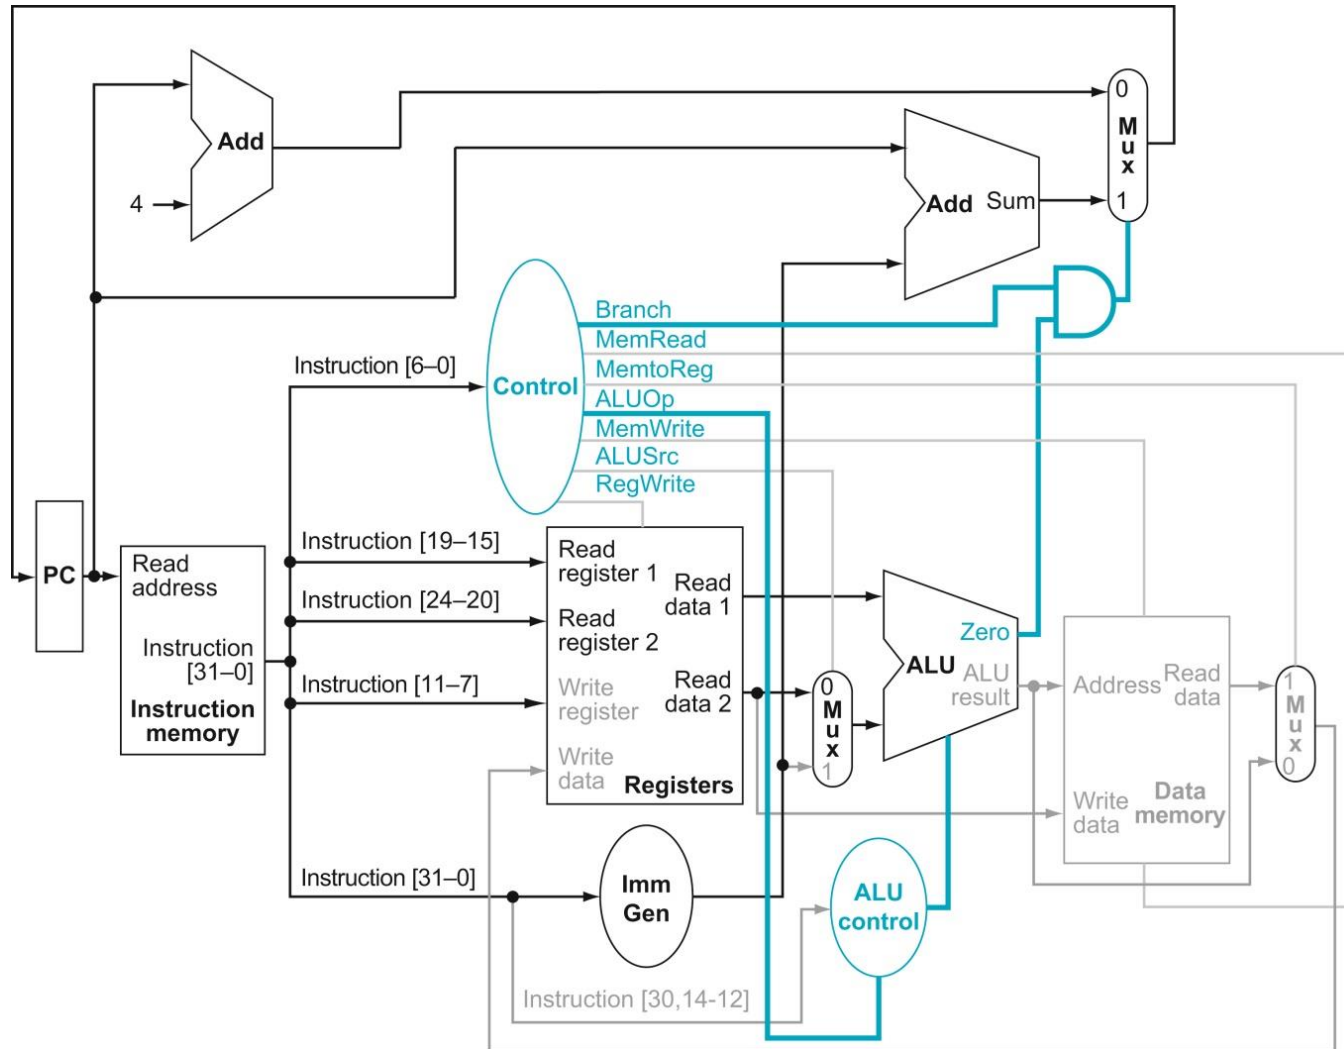 0
M
u
x
1
Add
4
Add
Sum
Branch
MemRead
MemtoReg
ALUOp
MemWrite
ALUSrc
RegWrite
Instruction [6–0]
Control
PC
Read
address
Instruction
[31–0]
Instruction
memory
Instruction [19–15]
Instruction [24–20]
Instruction [11–7]
Read
register 1
Read
register 2
Write
register
Write
data
Read
data 1
Read
data 2
Registers
0
M
u
x
1
Zero
ALU
ALU
result
Address
Read
data
Write
data
Data
memory
1
M
u
x
0
Instruction [31–0]
Imm
Gen
ALU
control
Instruction [30,14-12]